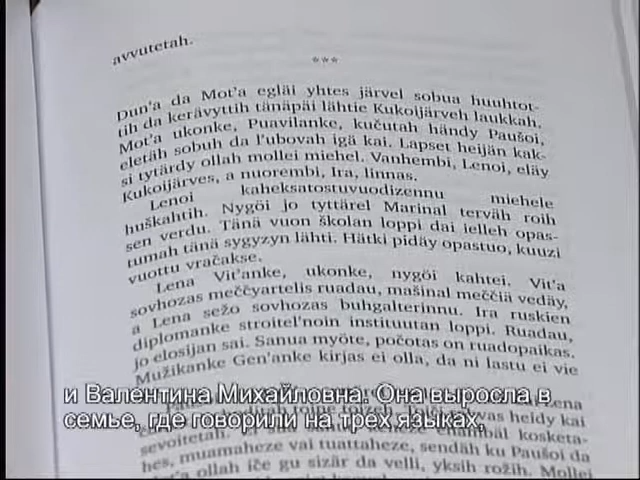 avvutetah.
***
Dun'a da Mot'a egläi yhtes järvel sobua huuhtot-
tih da kerävyttih tänäpäi lähtie Kukoijärveh laukkah.
Mot'a ukonke, Puavilanke, kučutah händy Paušoi,
eletäh sobuh da l'ubovah igä kai. Lapset heijän kak-
si tytärdy ollah mollei miehel. Vanhembi, Lenoi, eläy
Kukoijärves, a nuorembi, Ira, linnas.
Lenoi kaheksatostuvuodizennu miehele
huškahtih. Nygöi jo tyttärel Marinal terväh roih
sen verdu. Tänä vuon školan loppi dai ielleh opas-
tumah tänä sygyzyn lähti. Hätki pidäy opastuo, kuuzi
vuottu vračakse.
Lena Vit'anke, ukonke, nygöi kahtei. Vit'a
sovhozas meččyartelis ruadau, mašinal meččiä vedäy,
a Lena sežo sovhozas buhgalterinnu. Ira ruskien
diplomanke stroitel'noin instituutan loppi. Ruadau,
jo elosijan sai. Sanua myöte, počotas on ruadopaikas.
Mužikanke Gen'anke kirjas ei olla, da ni lastu ei vie
и Валентина Михайловна. Она выросла в
семье, где говорили на трех языках,
sevoitetah.
hes, muamaheze vai tuattaheze, sendäh ku Paušoi da
Mot'a ollah iče gu sizär da velli, yksih rožih. Mollei